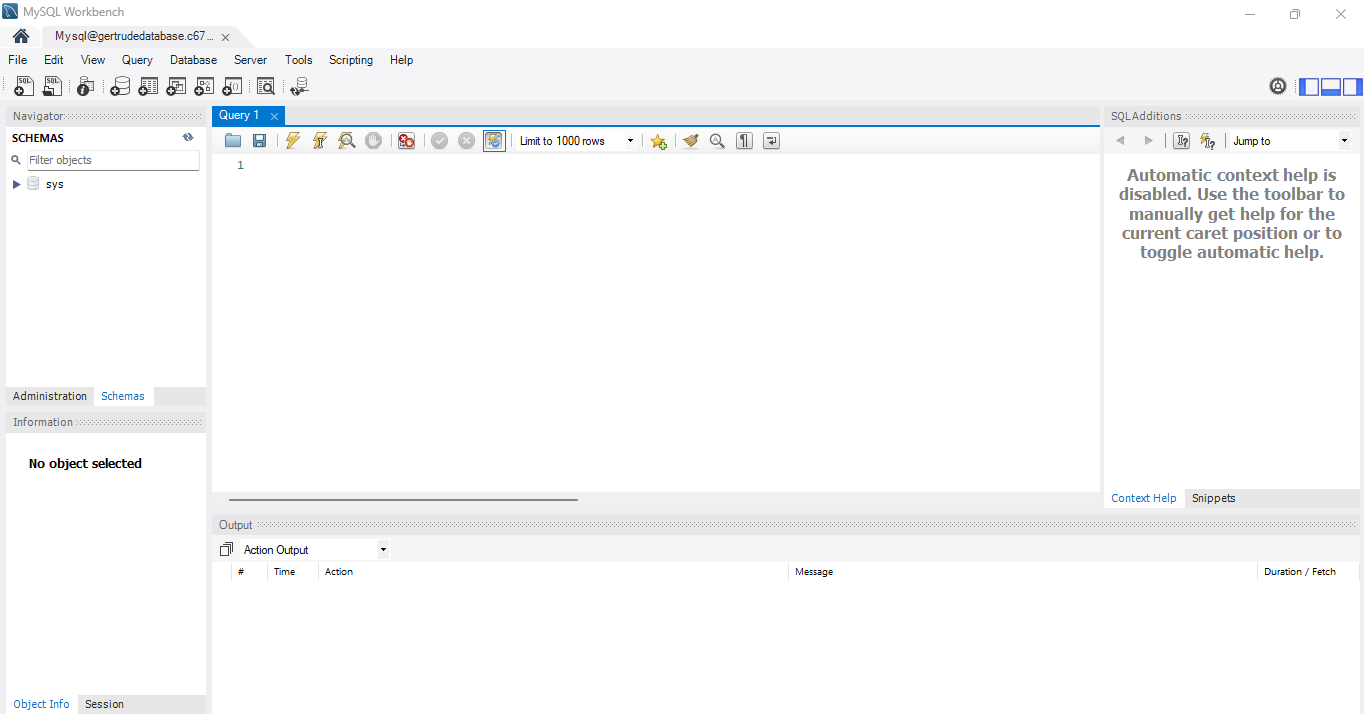 MySQL Workbench
Mysql@gertrudedatabase.c67...
File Edit View Query Database Server Tools Scripting Help
Navigator
SCHEMAS
Filter objects
sys
Administration Schemas
Information
No object selected
Object Info Session
Query 1
Limit to 1000 rows
1
SQLAdditions
Jump to
Automatic context help is
disabled. Use the toolbar to
manually get help for the
current caret position or to
toggle automatic help.
Context Help Snippets
Output
Action Output
# Time Action Message Duration / Fetch